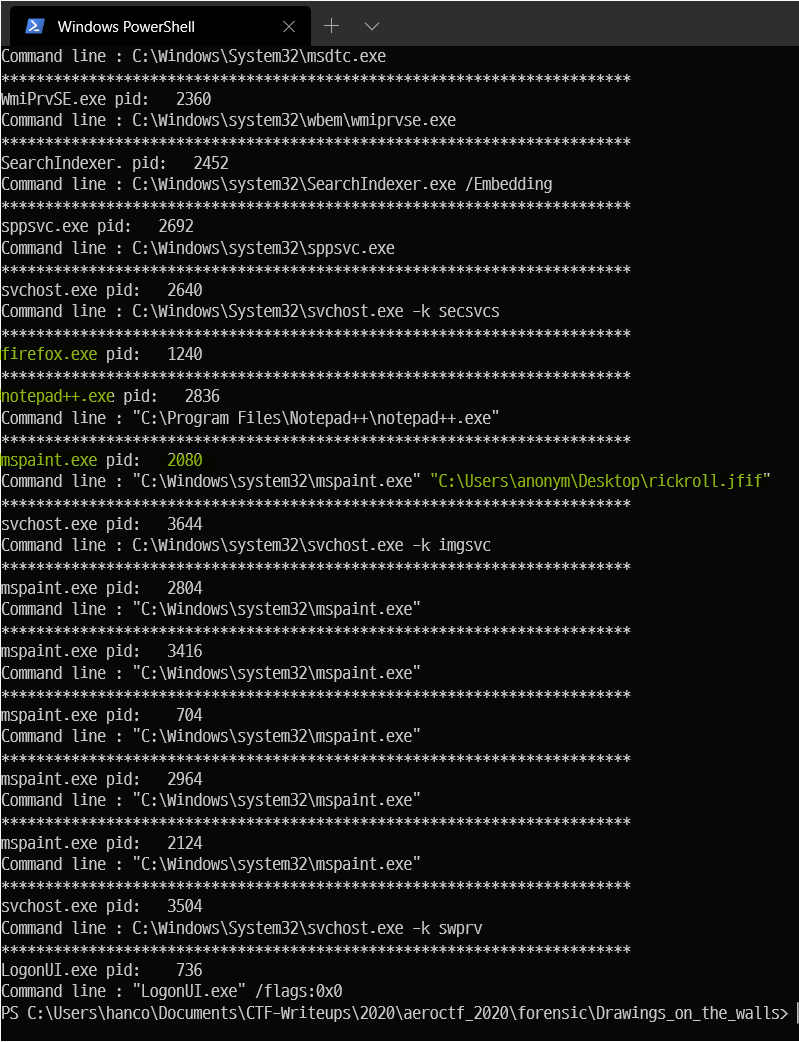 Windows PowerShell
Command line : C:\Windows\System32\msdtc.exe
************************************************************************
WmiPrvSE.exe pid:   2360
Command line : C:\Windows\system32\wbem\wmiprvse.exe
************************************************************************
SearchIndexer. pid:   2452
Command line : C:\Windows\system32\SearchIndexer.exe /Embedding
************************************************************************
sppsvc.exe pid:   2692
Command line : C:\Windows\system32\sppsvc.exe
************************************************************************
svchost.exe pid:   2640
Command line : C:\Windows\System32\svchost.exe -k secsvcs
************************************************************************
firefox.exe pid:   1240
************************************************************************
notepad++.exe pid:   2836
Command line : "C:\Program Files\Notepad++\notepad++.exe"
************************************************************************
mspaint.exe pid:   2080
Command line : "C:\Windows\system32\mspaint.exe" "C:\Users\anonym\Desktop\rickroll.jfif"
************************************************************************
svchost.exe pid:   3644
Command line : C:\Windows\system32\svchost.exe -k imgsvc
************************************************************************
mspaint.exe pid:   2804
Command line : "C:\Windows\system32\mspaint.exe"
************************************************************************
mspaint.exe pid:   3416
Command line : "C:\Windows\system32\mspaint.exe"
************************************************************************
mspaint.exe pid:    704
Command line : "C:\Windows\system32\mspaint.exe"
************************************************************************
mspaint.exe pid:   2964
Command line : "C:\Windows\system32\mspaint.exe"
************************************************************************
mspaint.exe pid:   2124
Command line : "C:\Windows\system32\mspaint.exe"
************************************************************************
svchost.exe pid:   3504
Command line : C:\Windows\System32\svchost.exe -k swprv
************************************************************************
LogonUI.exe pid:    736
Command line : "LogonUI.exe" /flags:0x0
PS C:\Users\hanco\Documents\CTF-Writeups\2020\aeroctf_2020\forensic\Drawings_on_the_walls>